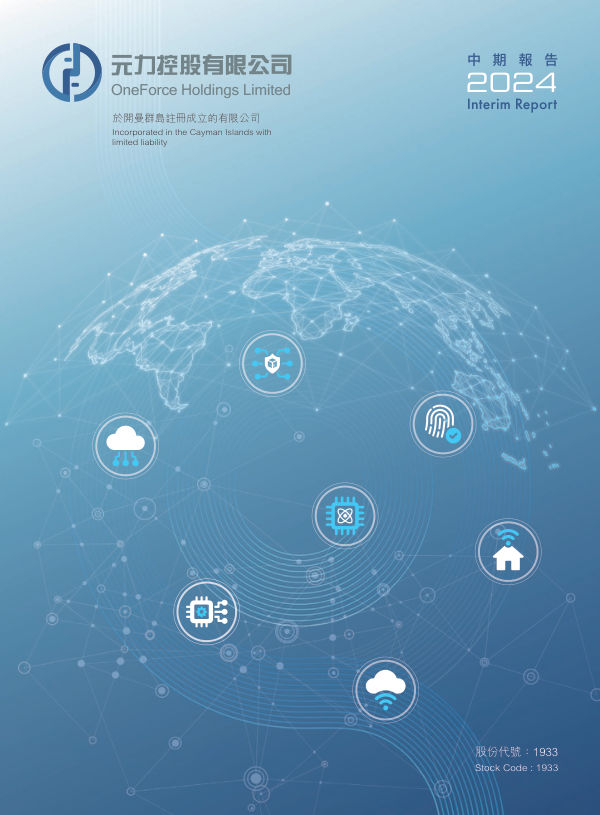 元力控股有限公司
OneForce Holdings Limited
於開曼群島註冊成立的有限公司
Incorporated in the Cayman Islands with
limited liability
中期報告
2024
Interim Report
股份代號：1933
Stock Code : 1933